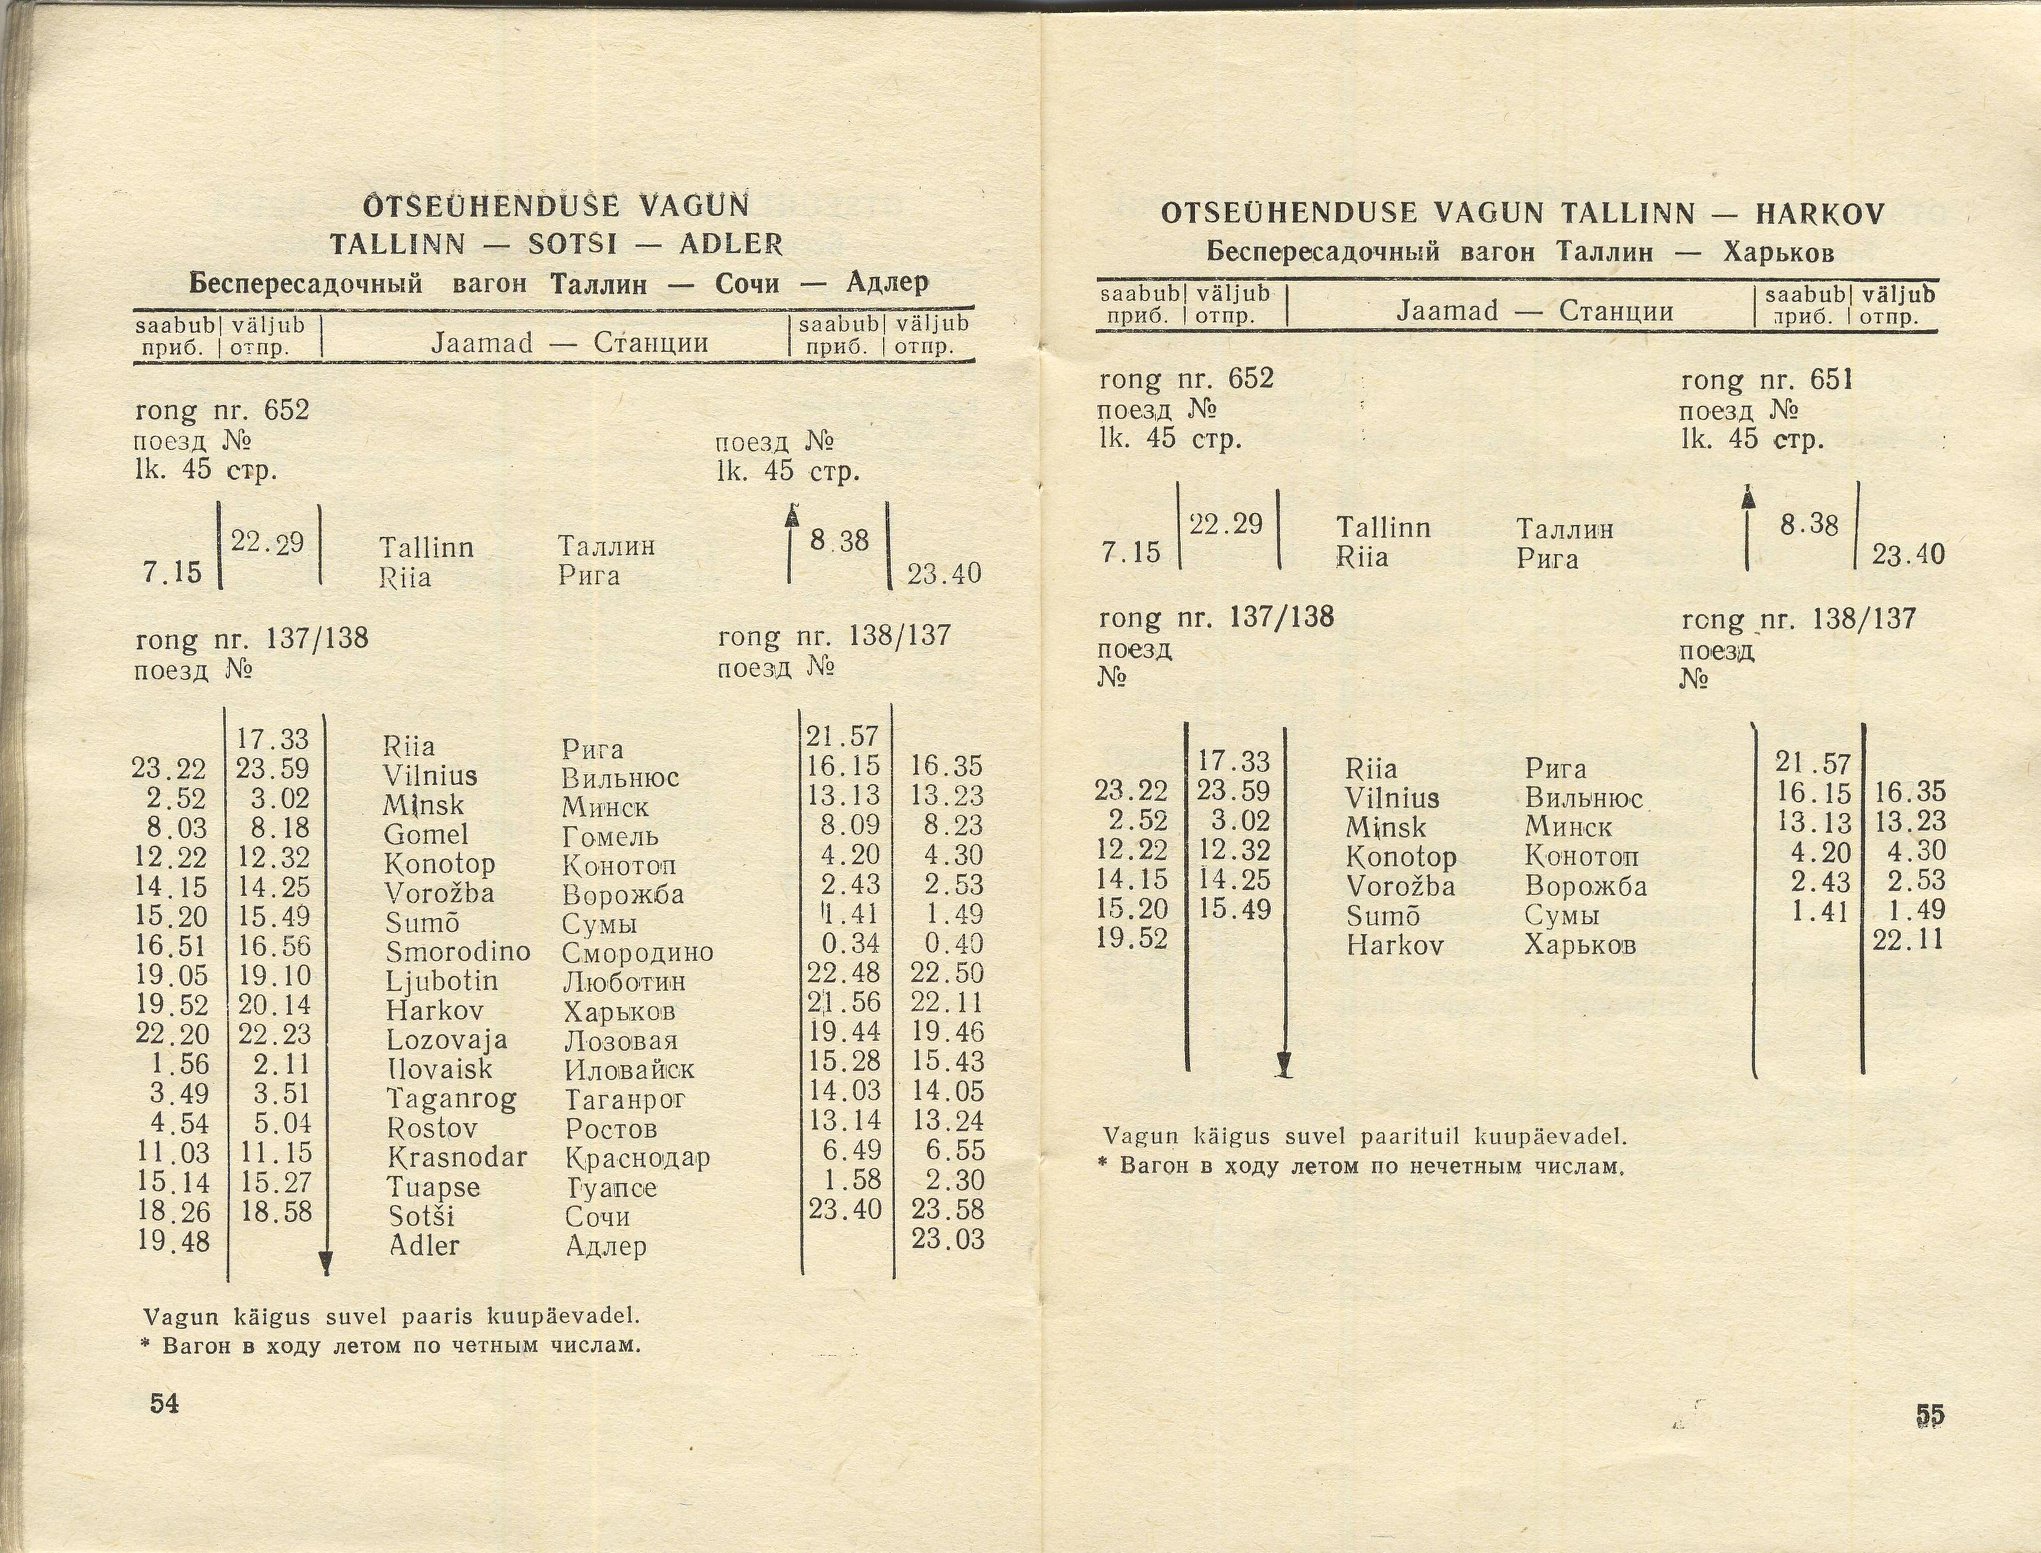 OTSEÜHENDUSE VAGUN
TALLINN — SOTŠI — ADLER
Беспересадочный вагон Таллин — Сочи — Адлер
saabub väljub saabub väljub
приб. отпр. Jaamad — Станции приб. отпр.
rong nr. 652
поезд № поезд №
lk. 45 стр. lk. 45 стр.
22.29 Tallinn Таллин 8.38
7.15 Riia Рига 23.40
rong nr. 137/138 rong nr. 138/137
поезд № поезд №
17.33 Riia Рига 21.57
23.22 23.59 Vilnius Вильнюс 16.15 16.35
2.52 3.02 Minsk Минск 13.13 13.23
8.03 8.18 Gomel Гомель 8.09 8.23
12.22 12.32 Konotop Конотоп 4.20 4.30
14.15 14.25 Vorožba Ворожба 2.43 2.53
15.20 15.49 Sumõ Сумы 1.41 1.49
16.51 16.56 Smorodino Смородино 0.34 0.40
19.05 19.10 Ljubotin Люботин 22.48 22.50
19.52 20.14 Harkov Харьков 21.56 22.11
22.20 22.23 Lozovaja Лозовая 19.44 19.46
1.56 2.11 Ilovaisk Иловайск 15.28 15.43
3.49 3.51 Taganrog Таганрог 14.03 14.05
4.54 5.04 Rostov Ростов 13.14 13.24
11.03 11.15 Krasnodar Краснодар 6.49 6.55
15.14 15.27 Tuapse Туапсе 1.58 2.30
18.26 18.58 Sotši Сочи 23.40 23.58
19.48 Adler Адлер 23.03
Vagun käigus suvel paaris kuupäevadel.
* Вагон в ходу летом по четным числам.
54
OTSEÜHENDUSE VAGUN TALLINN — HARKOV
Беспересадочный вагон Таллин — Харьков
saabub väljub saabub väljub
приб. отпр. Jaamad — Станции приб. отпр.
rong nr. 652 rong nr. 651
поезд № поезд №
lk. 45 стр. lk. 45 стр.
22.29 Tallinn Таллин 8.38
7.15 Riia Рига 23.40
rong nr. 137/138 rong nr. 138/137
поезд поезд
№ №
17.33 Riia Рига 21.57
23.22 23.59 Vilnius Вильнюс 16.15 16.35
2.52 3.02 Minsk Минск 13.13 13.23
12.22 12.32 Konotop Конотоп 4.20 4.30
14.15 14.25 Vorožba Ворожба 2.43 2.53
15.20 15.49 Sumõ Сумы 1.41 1.49
19.52 Harkov Харьков 22.11
Vagun käigus suvel paarituil kuupäevadel.
* Вагон в ходу летом по нечетным числам.
55